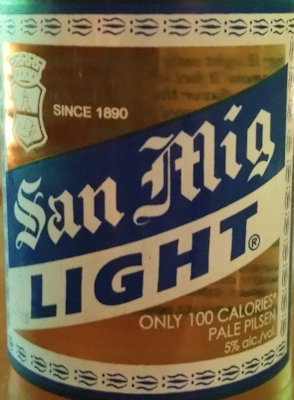 SINCE 1890
San Mig
LIGHT®
ONLY 100 CALORIES*
PALE PILSEN
5% alc./vol.